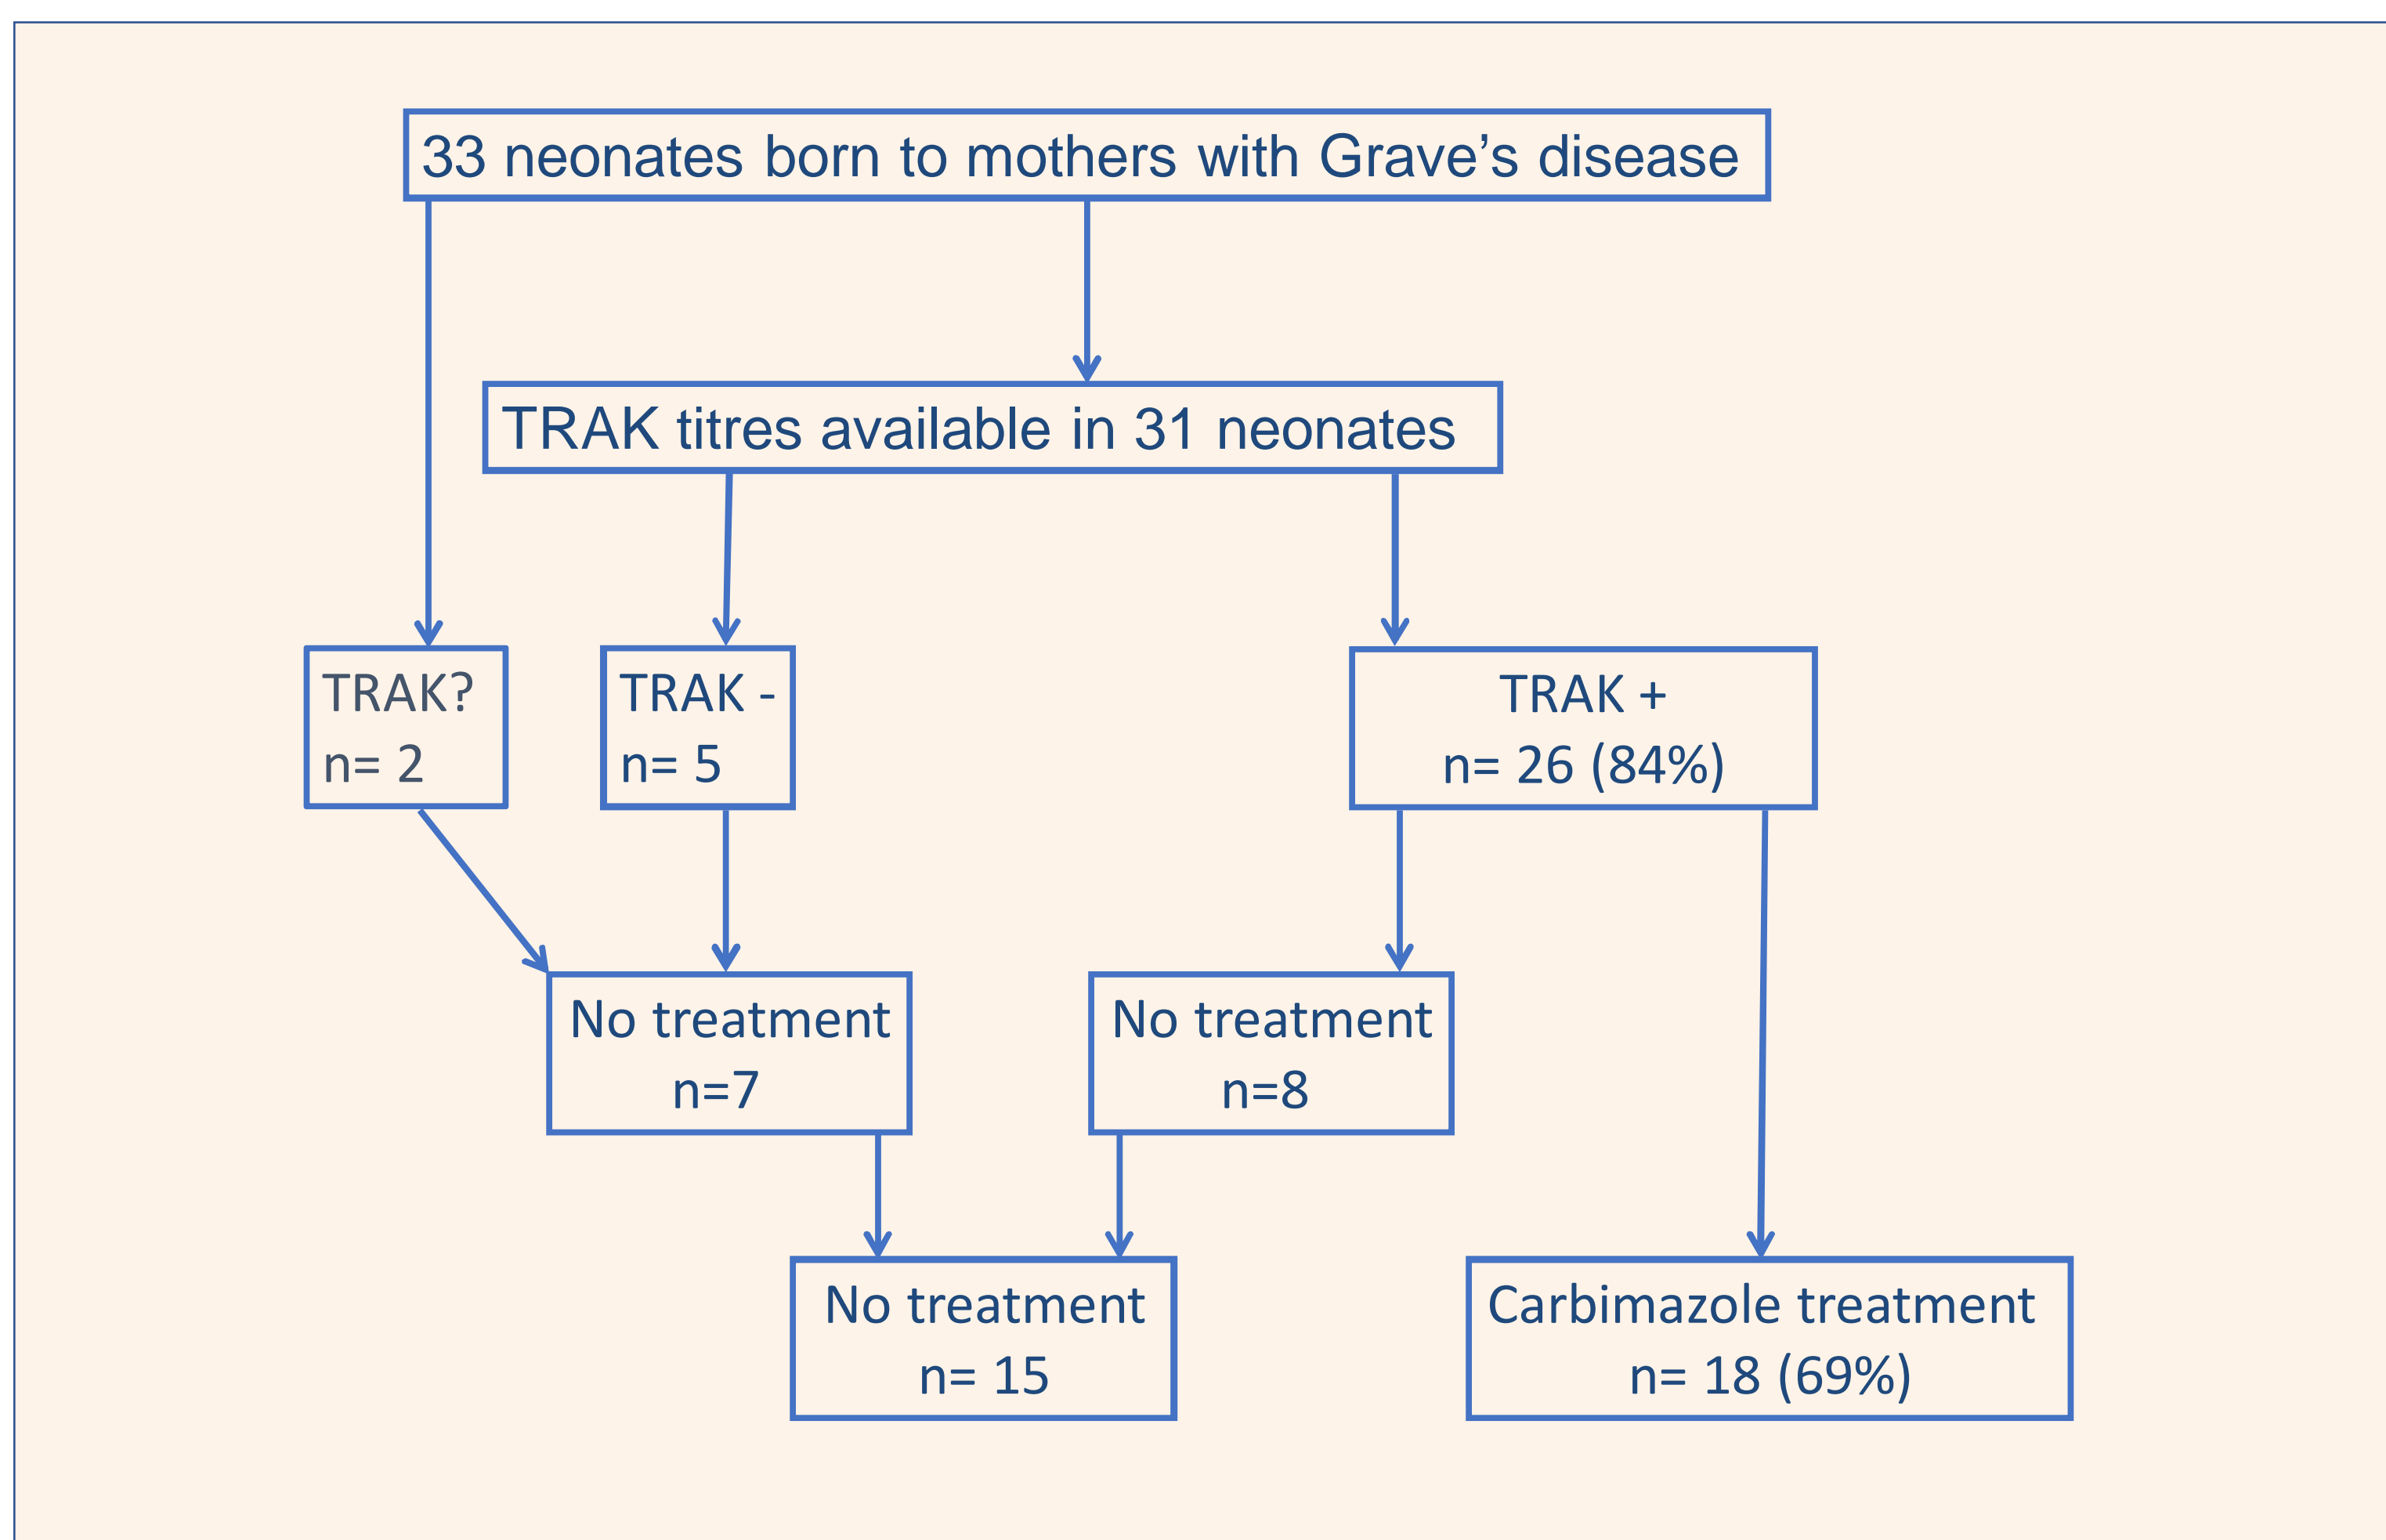 33 neonates born to mothers with Grave’s disease
TRAK titres available in 31 neonates
TRAK?
n= 2
TRAK -
n= 5
TRAK +
n= 26 (84%)
No treatment
n=7
No treatment
n=8
No treatment
n= 15
Carbimazole treatment
n= 18 (69%)